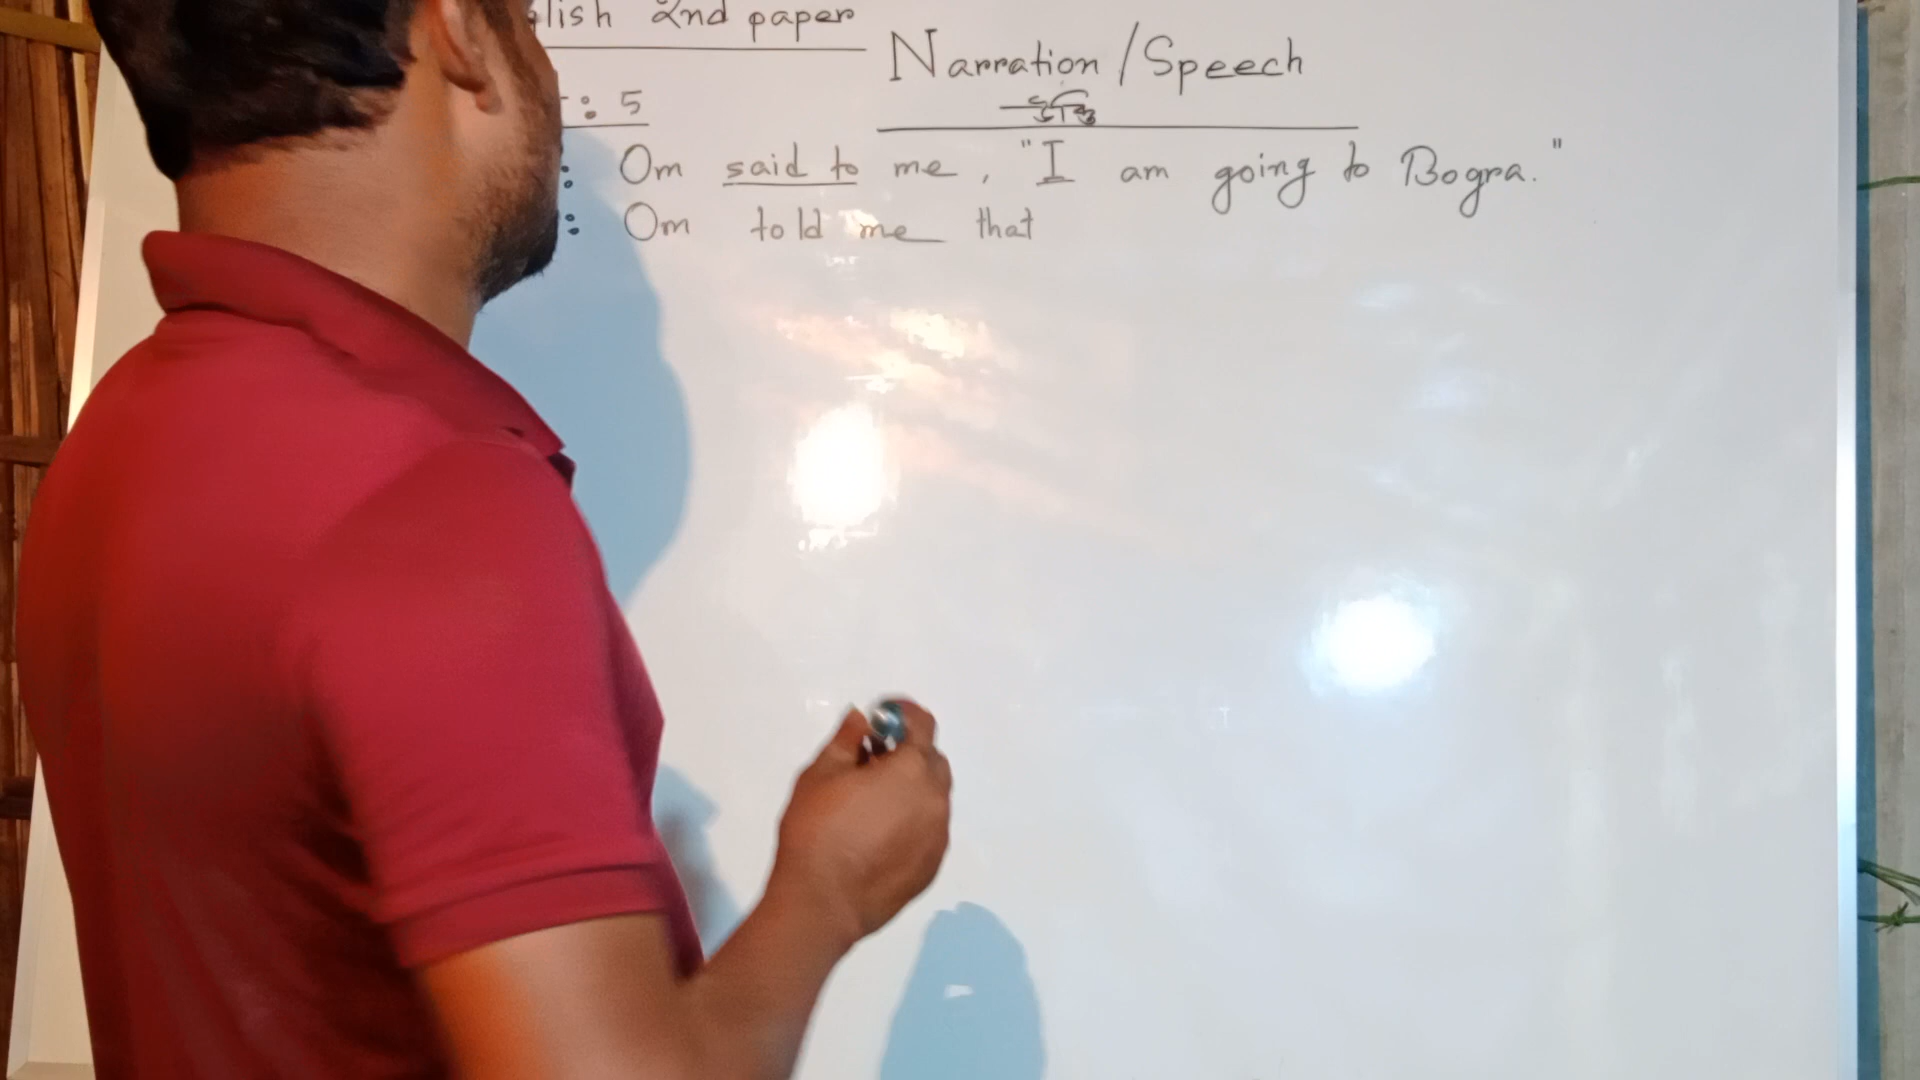 lish 2nd paper
Narration / Speech
: 5
: Om said to me, "I am going to Bogra."
: Om told me that